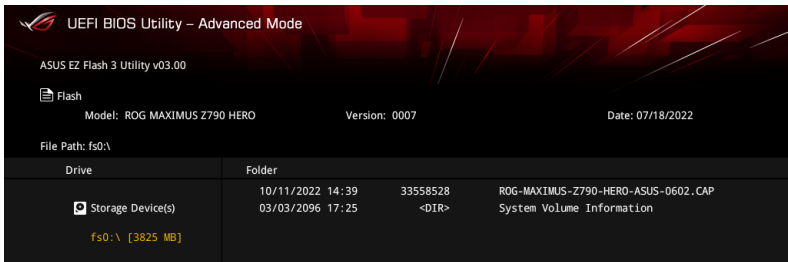 UEFI BIOS Utility – Advanced Mode
ASUS EZ Flash 3 Utility v03.00
Flash
Model: ROG MAXIMUS Z790 HERO Version: 0007 Date: 07/18/2022
File Path: fs0:\
Drive Folder
10/11/2022 14:39 33558528 ROG-MAXIMUS-Z790-HERO-ASUS-0602.CAP
Storage Device(s) 03/03/2096 17:25 <DIR> System Volume Information
fs0:\ [3825 MB]